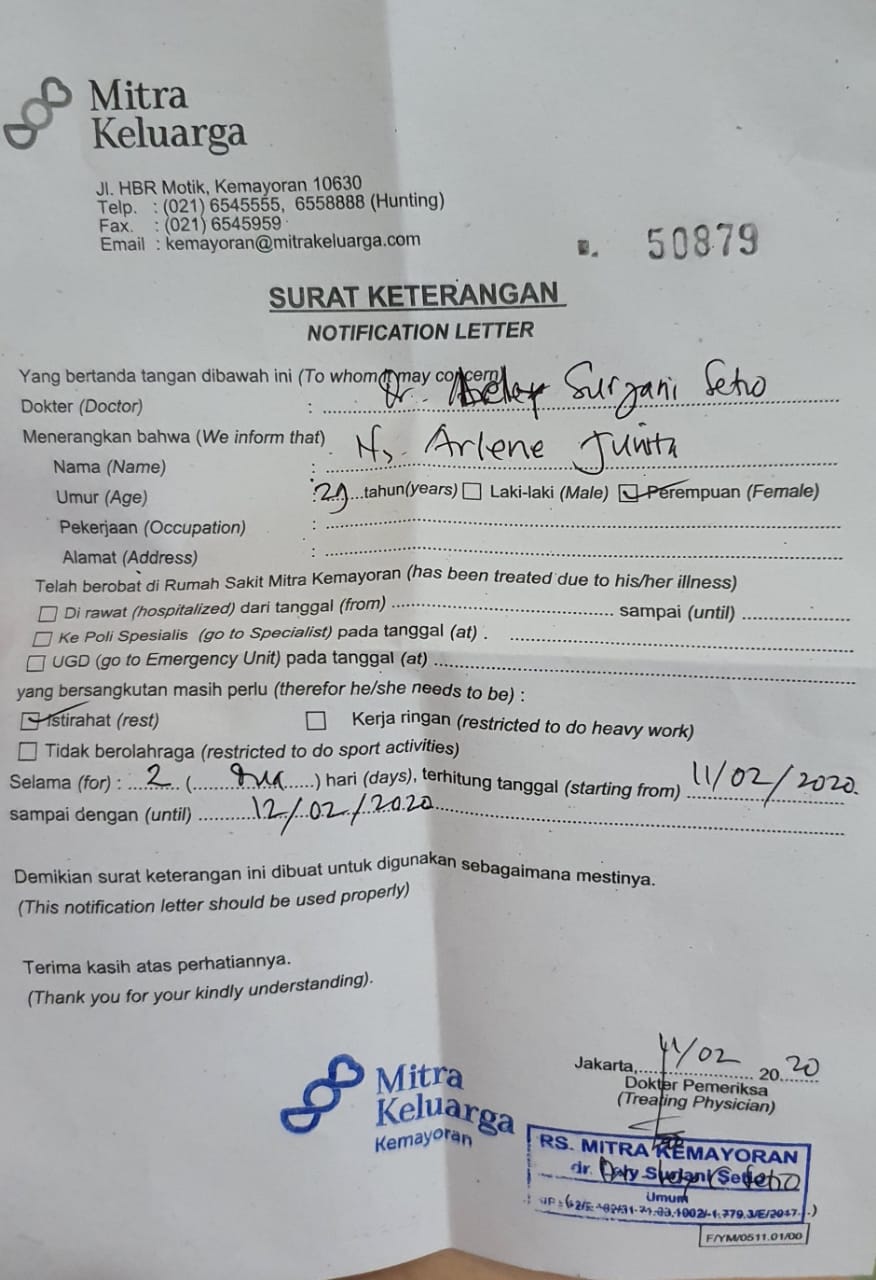 Mitra
Keluarga
Jl. HBR Motik, Kemayoran 10630
Telp. : (021) 6545555, 6558888 (Hunting)
Fax. : (021) 6545959
Email : kemayoran@mitrakeluarga.com
50879
SURAT KETERANGAN
NOTIFICATION LETTER
Yang bertanda tangan dibawah ini (To whom it may concern)
Dokter (Doctor) : Dr. Suryani Setio
Menerangkan bahwa (We inform that)
Nama (Name) : Ny. Arlene Junita
Umur (Age) : 29 tahun(years) Laki-laki (Male) Perempuan (Female)
Pekerjaan (Occupation) :
Alamat (Address) :
Telah berobat di Rumah Sakit Mitra Kemayoran (has been treated due to his/her illness)
Di rawat (hospitalized) dari tanggal (from) sampai (until)
Ke Poli Spesialis (go to Specialist) pada tanggal (at) .
UGD (go to Emergency Unit) pada tanggal (at)
yang bersangkutan masih perlu (therefor he/she needs to be) :
Istirahat (rest) Kerja ringan (restricted to do heavy work)
Tidak berolahraga (restricted to do sport activities)
Selama (for) : 2 (dua) hari (days), terhitung tanggal (starting from) 11/02/2020
sampai dengan (until) 12/02/2020
Demikian surat keterangan ini dibuat untuk digunakan sebagaimana mestinya.
(This notification letter should be used properly)
Terima kasih atas perhatiannya.
(Thank you for your kindly understanding).
Jakarta, 11/02 2020
Dokter Pemeriksa
(Treating Physician)
Mitra
Keluarga
Kemayoran
RS. MITRA KEMAYORAN
dr. Setio
Umum
F/YM/0511.01/00